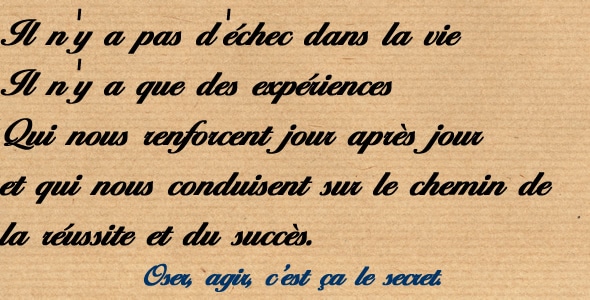 Il n'y a pas d'échec dans la vie
Il n'y a que des expériences
Qui nous renforcent jour après jour
et qui nous conduisent sur le chemin de
la réussite et du succès.
Oser, agir, c'est ça le secret.